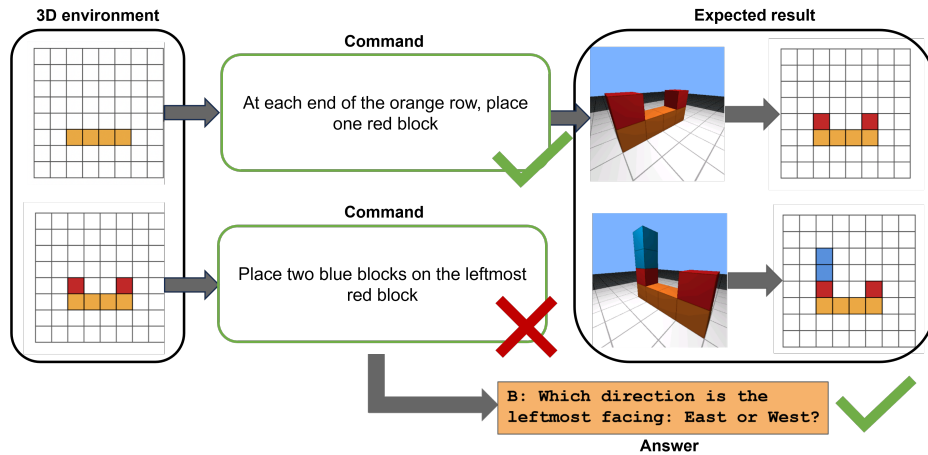 3D environment
Command
Expected result
At each end of the orange row, place
one red block
Command
Place two blue blocks on the leftmost
red block
B: Which direction is the
leftmost facing: East or West?
Answer